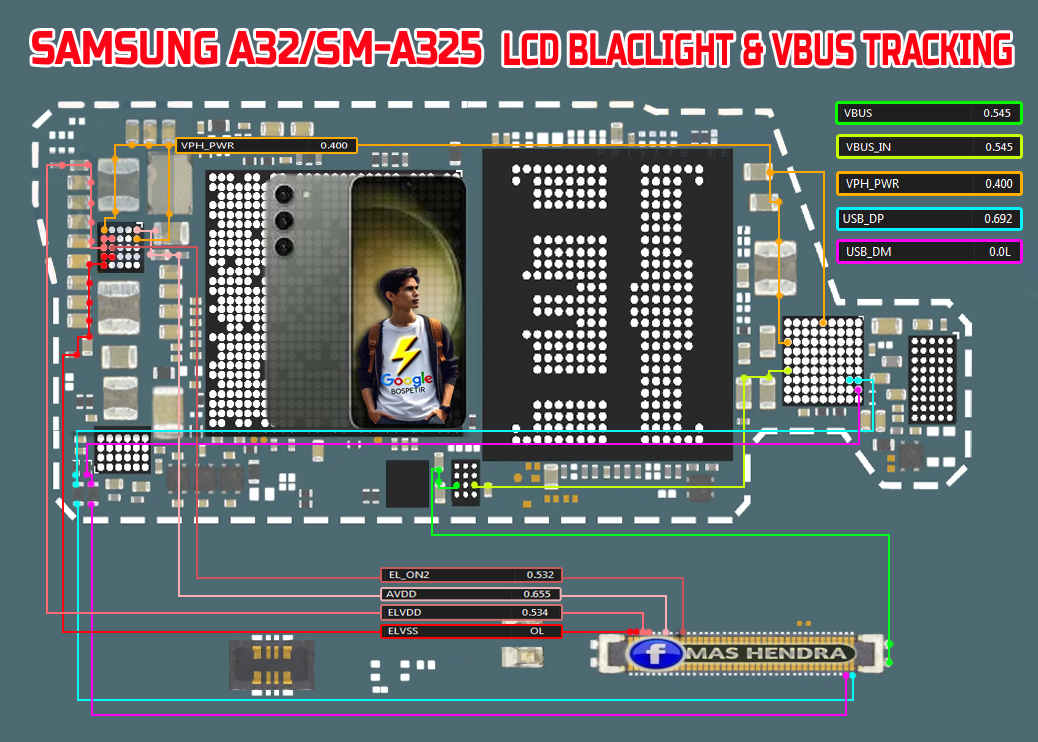 SAMSUNG A32/SM-A325 LCD BLACLIGHT & VBUS TRACKING
VBUS 0.545
VBUS_IN 0.545
VPH_PWR 0.400
VPH_PWR 0.400
USB_DP 0.692
USB_DM 0.0L
Google
BOSPETIR
EL_ON2 0.532
AVDD 0.655
ELVDD 0.534
ELVSS OL
f MAS HENDRA